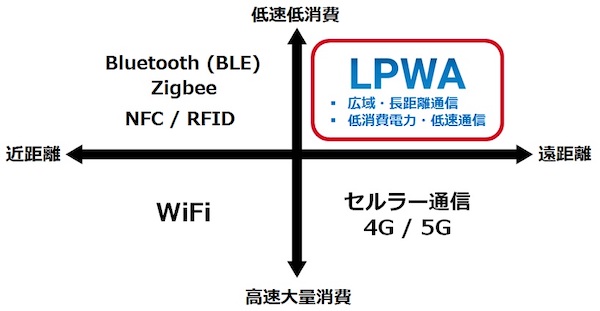 低速低消費
Bluetooth (BLE)
Zigbee
NFC / RFID
LPWA
▪ 広域・長距離通信
▪ 低消費電力・低速通信
近距離
遠距離
WiFi
セルラー通信
4G / 5G
高速大量消費